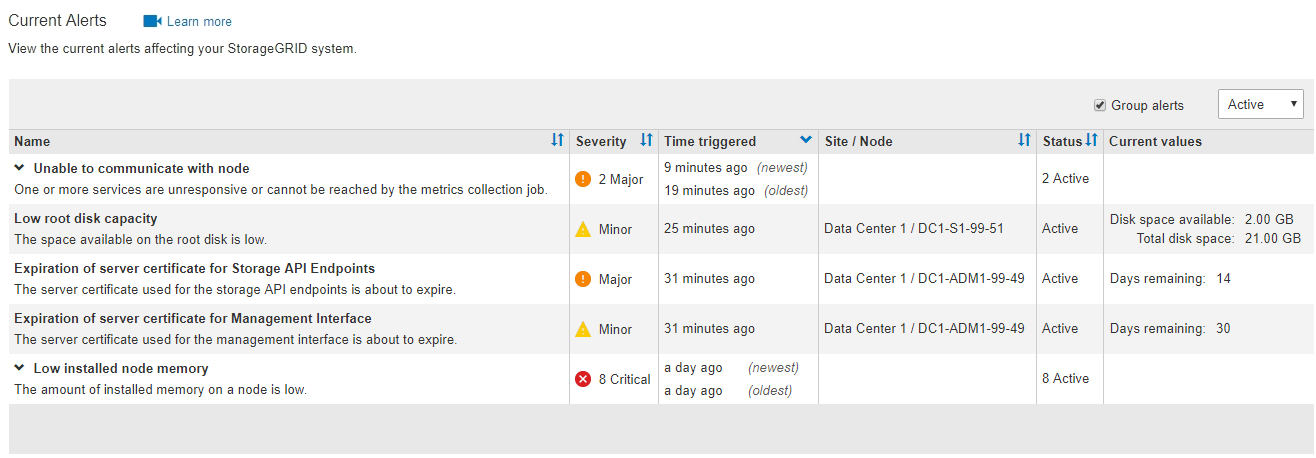 Current Alerts Learn more
View the current alerts affecting your StorageGRID system.
Group alerts Active
Name Severity Time triggered Site / Node Status Current values
Unable to communicate with node
One or more services are unresponsive or cannot be reached by the metrics collection job.
2 Major
9 minutes ago (newest)
19 minutes ago (oldest)
2 Active
Low root disk capacity
The space available on the root disk is low.
Minor
25 minutes ago
Data Center 1 / DC1-S1-99-51
Active
Disk space available: 2.00 GB
Total disk space: 21.00 GB
Expiration of server certificate for Storage API Endpoints
The server certificate used for the storage API endpoints is about to expire.
Major
31 minutes ago
Data Center 1 / DC1-ADM1-99-49
Active
Days remaining: 14
Expiration of server certificate for Management Interface
The server certificate used for the management interface is about to expire.
Minor
31 minutes ago
Data Center 1 / DC1-ADM1-99-49
Active
Days remaining: 30
Low installed node memory
The amount of installed memory on a node is low.
8 Critical
a day ago (newest)
a day ago (oldest)
8 Active